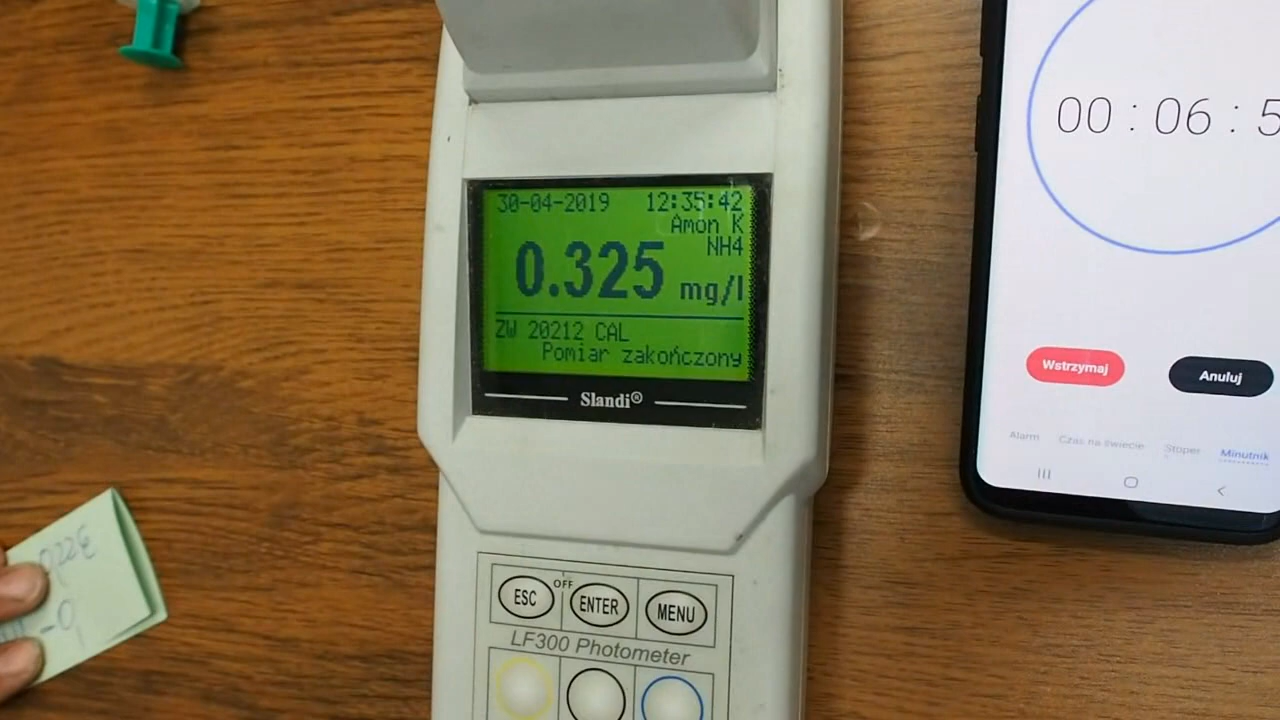 30-04-2019 12:35:42
Amon K
NH4
0.325 mg/l
ZW 20212 CAL
Pomiar zakończony
Slandi®
ESC OFF ENTER MENU
LF300 Photometer
00 : 06 : 5
Wstrzymaj Anuluj
Alarm Czas na świecie Stoper Minutnik